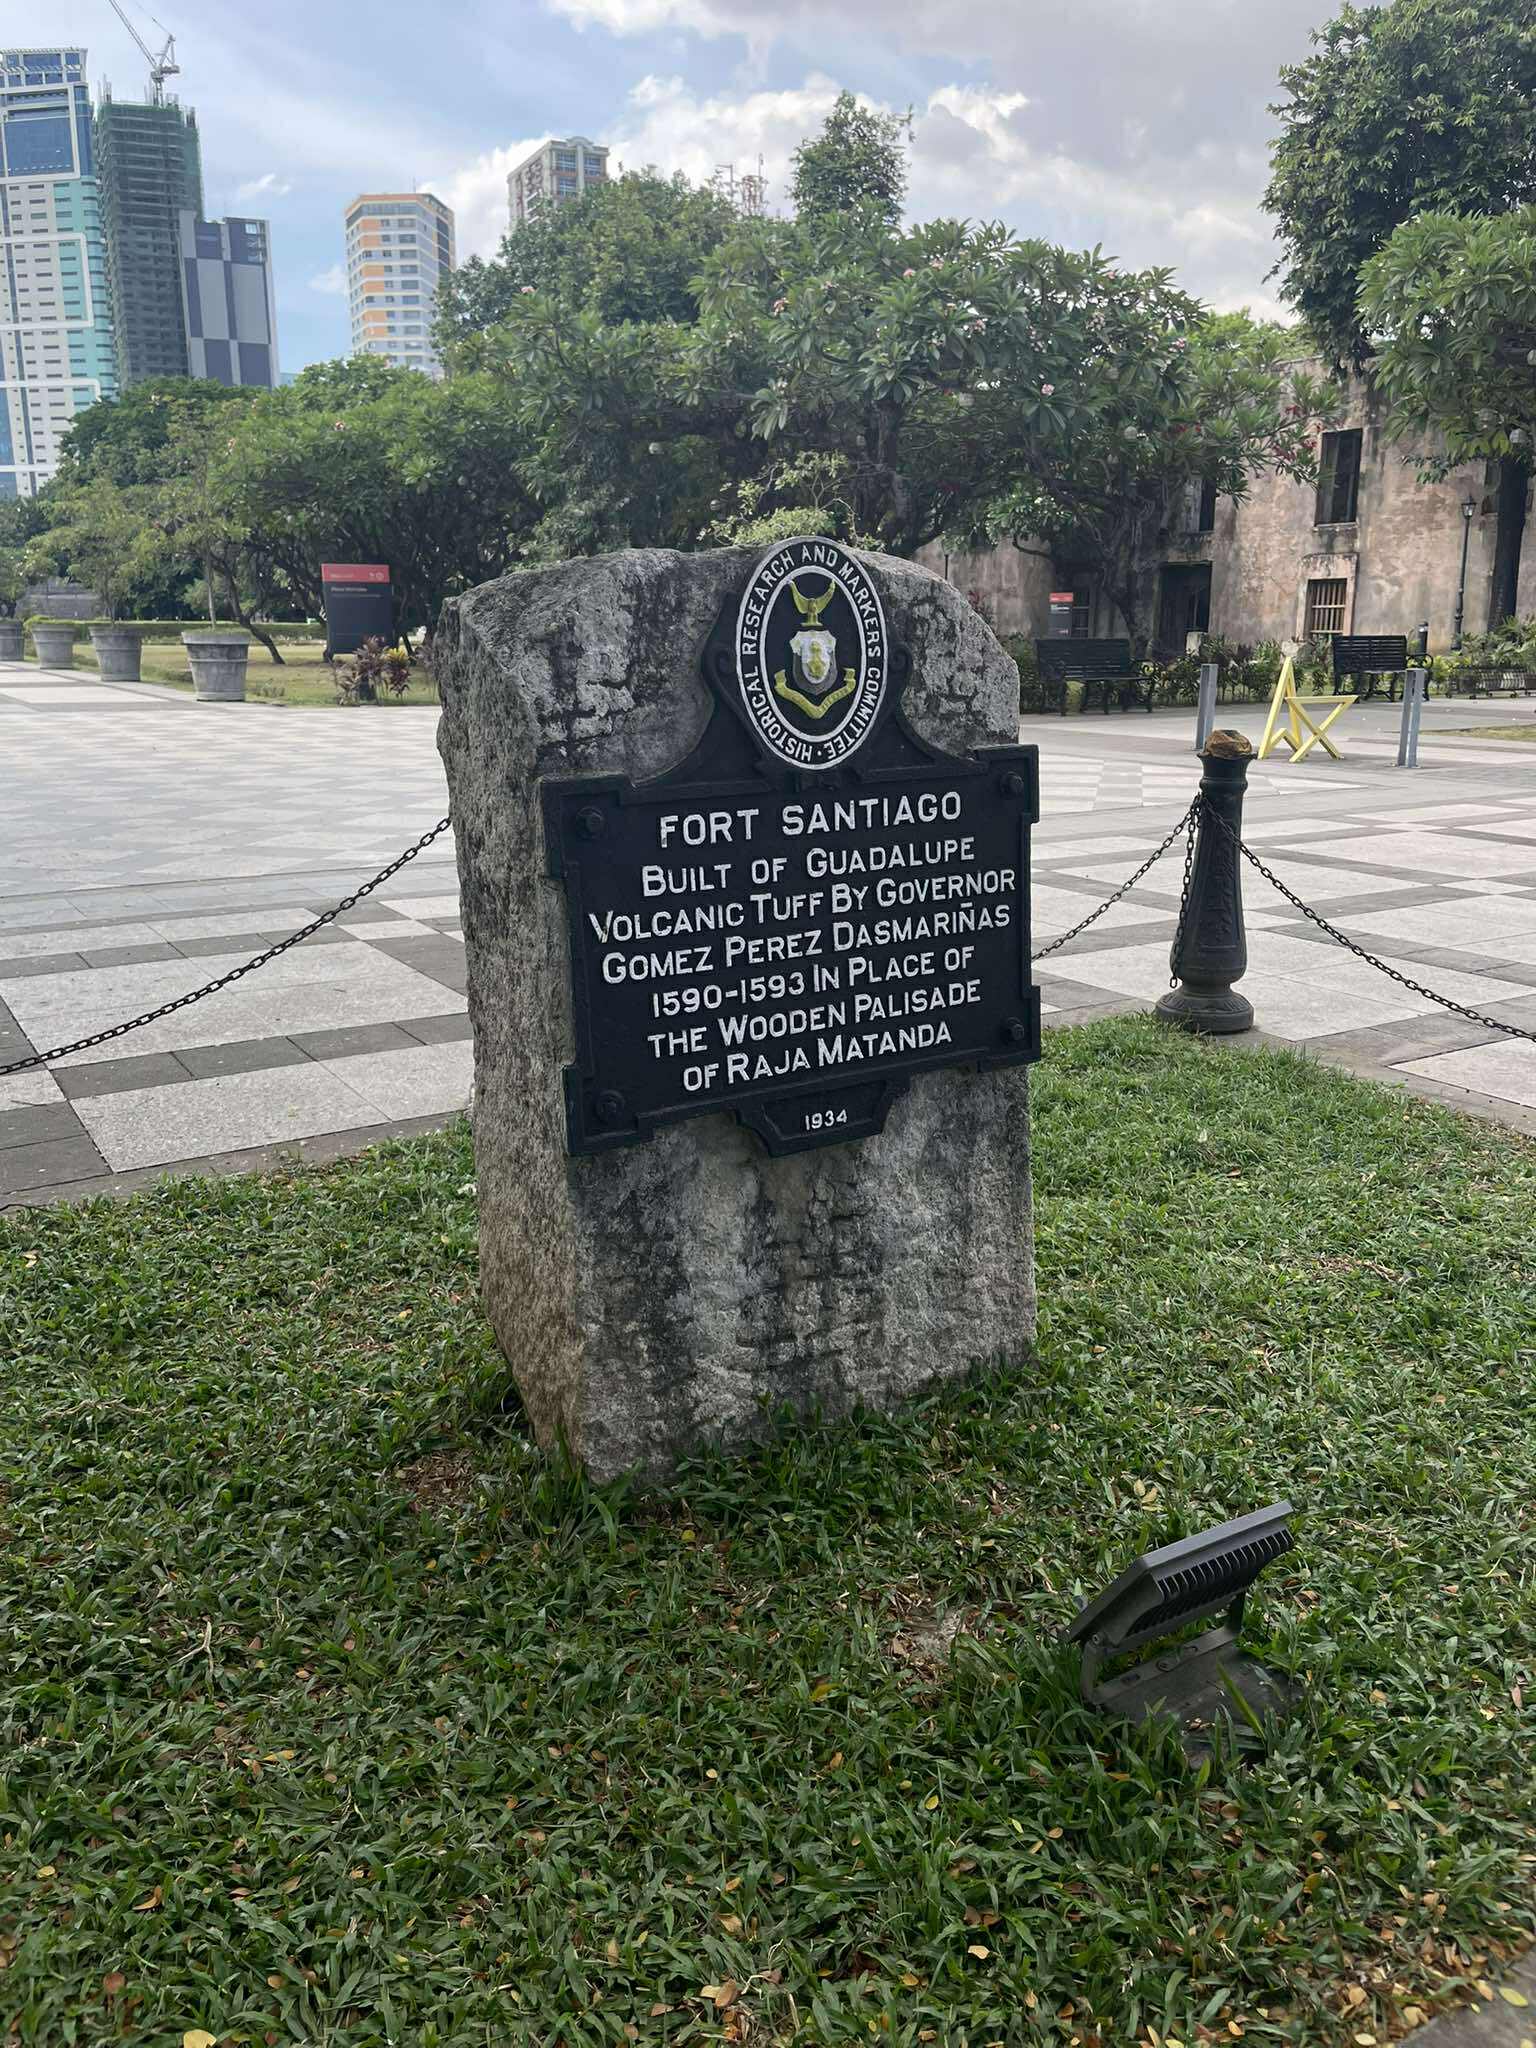 HISTORICAL RESEARCH AND MARKERS COMMITTEE
FORT SANTIAGO
BUILT OF GUADALUPE
VOLCANIC TUFF BY GOVERNOR
GOMEZ PEREZ DASMARIÑAS
1590-1593 IN PLACE OF
THE WOODEN PALISADE
OF RAJA MATANDA
1934